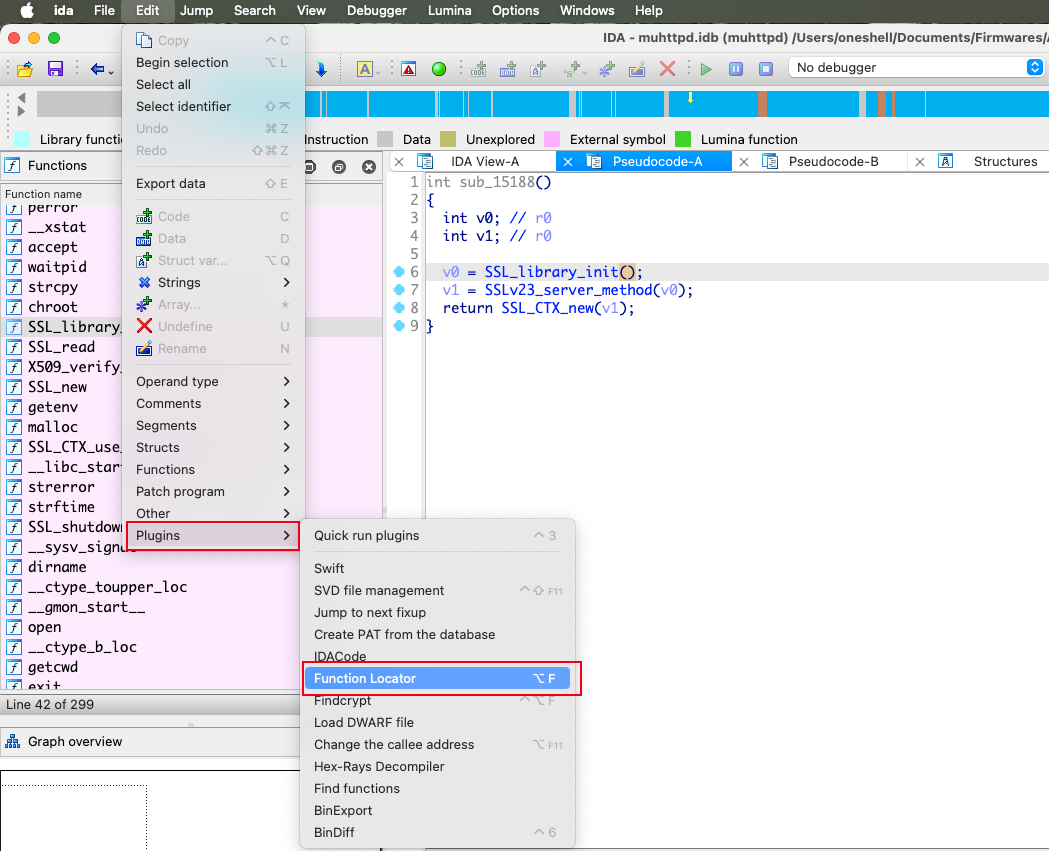 ida File Edit Jump Search View Debugger Lumina Options Windows Help
IDA - muhttpd.idb (muhttpd) /Users/oneshell/Documents/Firmwares/
No debugger
Library functi
nstruction Data Unexplored External symbol Lumina function
Functions
IDA View-A Pseudocode-A Pseudocode-B Structures
Function name
perror
__xstat
accept
waitpid
strcpy
chroot
SSL_library_
SSL_read
X509_verify_
SSL_new
getenv
malloc
SSL_CTX_use_
__libc_star
strerror
strftime
SSL_shutdow
__sysv_signa
dirname
__ctype_toupper_loc
__gmon_start__
open
__ctype_b_loc
getcwd
exit
Line 42 of 299
Graph overview
Copy ^ C
Begin selection ⌥ L
Select all
Select identifier ⇧ ⌤
Undo ⌘ Z
Redo ⇧ ⌘ Z
Export data ⇧ E
Code C
Data D
Struct var... ⌥ Q
Strings
Array... *
Undefine U
Rename N
Operand type
Comments
Segments
Structs
Functions
Patch program
Other
Plugins
Quick run plugins ^ 3
Swift
SVD file management ^ ⇧ F11
Jump to next fixup
Create PAT from the database
IDACode
Function Locator ⌥ F
Findcrypt ^ ⌥ F
Load DWARF file
Change the callee address ⌥ F11
Hex-Rays Decompiler
Find functions
BinExport
BinDiff ^ 6
1 int sub_15188()
2 {
3 int v0; // r0
4 int v1; // r0
5
6 v0 = SSL_library_init();
7 v1 = SSLv23_server_method(v0);
8 return SSL_CTX_new(v1);
9 }